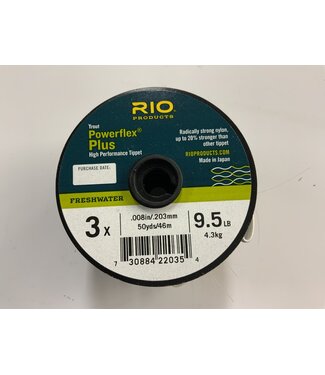 RIO
PRODUCTS
Trout
Powerflex®
Plus
High Performance Tippet
PURCHASE DATE:
Radically strong nylon,
up to 20% stronger than
other tippet
RIOPRODUCTS.COM
Made in Japan
FRESHWATER
3X
.008in/.203mm
50yds/46m
9.5LB
4.3kg
7 30884 22035 4